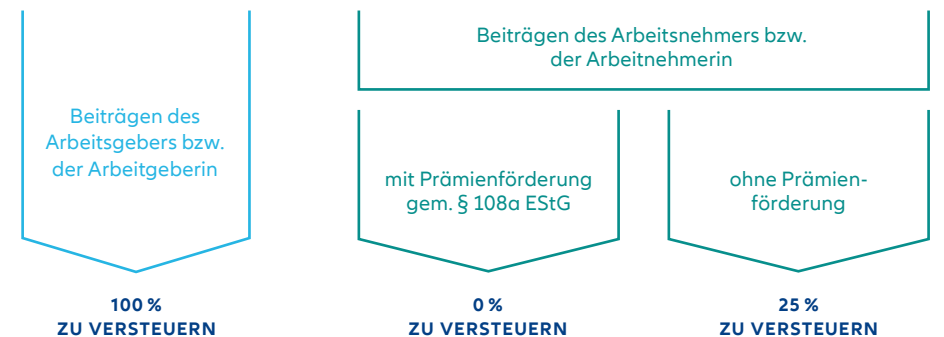 Beiträgen des
Arbeitsgebers bzw.
der Arbeitgeberin
Beiträgen des Arbeitsnehmers bzw.
der Arbeitnehmerin
mit Prämienförderung
gem. § 108a EStG
ohne Prämien-
förderung
100 %
ZU VERSTEUERN
0 %
ZU VERSTEUERN
25 %
ZU VERSTEUERN